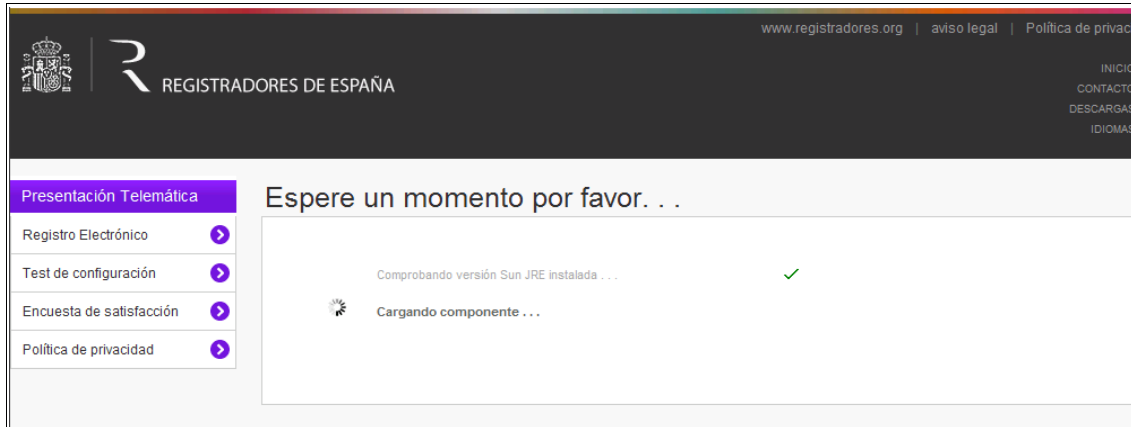 www.registradores.org | aviso legal | Política de privac
INICIO
CONTACTO
DESCARGAS
IDIOMAS
REGISTRADORES DE ESPAÑA
Presentación Telemática
Registro Electrónico
Test de configuración
Encuesta de satisfacción
Política de privacidad
Espere un momento por favor. . .
Comprobando versión Sun JRE instalada . . .
Cargando componente . . .